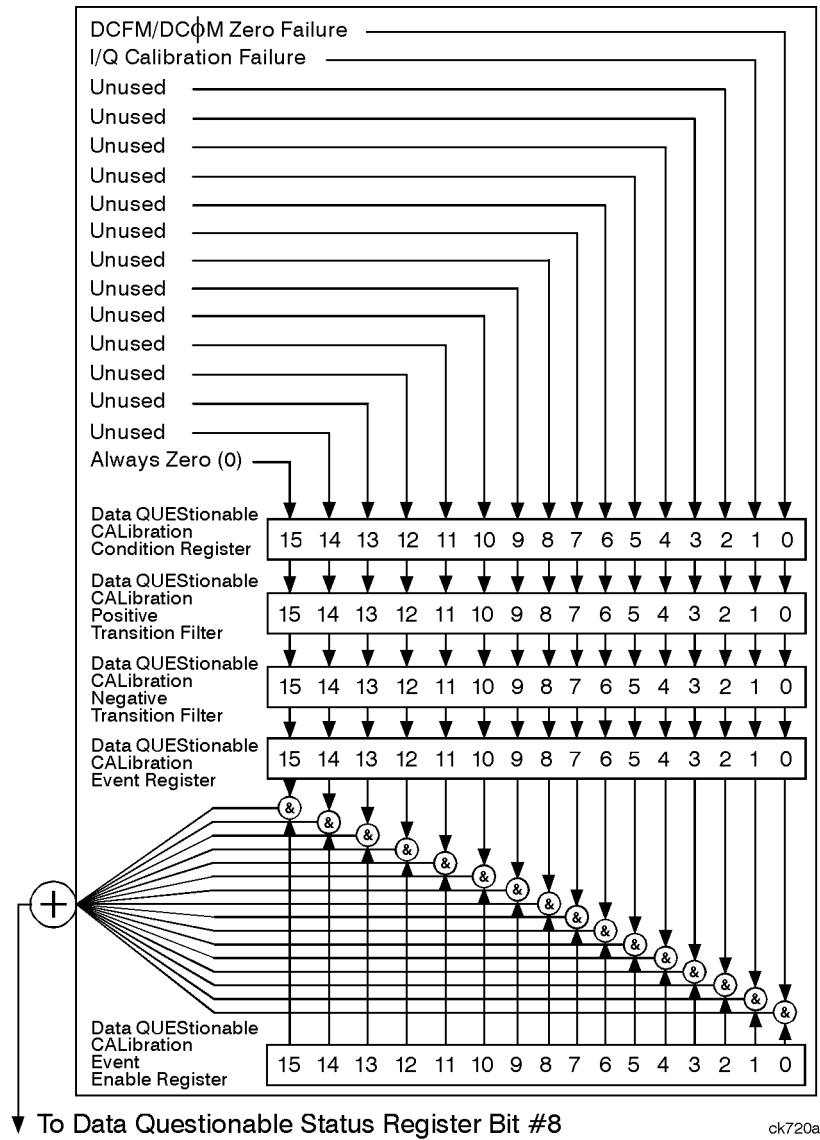 DCFM/DCϕM Zero Failure
I/Q Calibration Failure
Unused
Unused
Unused
Unused
Unused
Unused
Unused
Unused
Unused
Unused
Unused
Unused
Unused
Always Zero (0)
Data QUEStionable
CALibration
Condition Register
15 14 13 12 11 10 9 8 7 6 5 4 3 2 1 0
Data QUEStionable
CALibration
Positive
Transition Filter
15 14 13 12 11 10 9 8 7 6 5 4 3 2 1 0
Data QUEStionable
CALibration
Negative
Transition Filter
15 14 13 12 11 10 9 8 7 6 5 4 3 2 1 0
Data QUEStionable
CALibration
Event Register
15 14 13 12 11 10 9 8 7 6 5 4 3 2 1 0
& & & & & & & & & & & & & & & &
+
Data QUEStionable
CALibration
Event
Enable Register
15 14 13 12 11 10 9 8 7 6 5 4 3 2 1 0
To Data Questionable Status Register Bit #8
ck720a